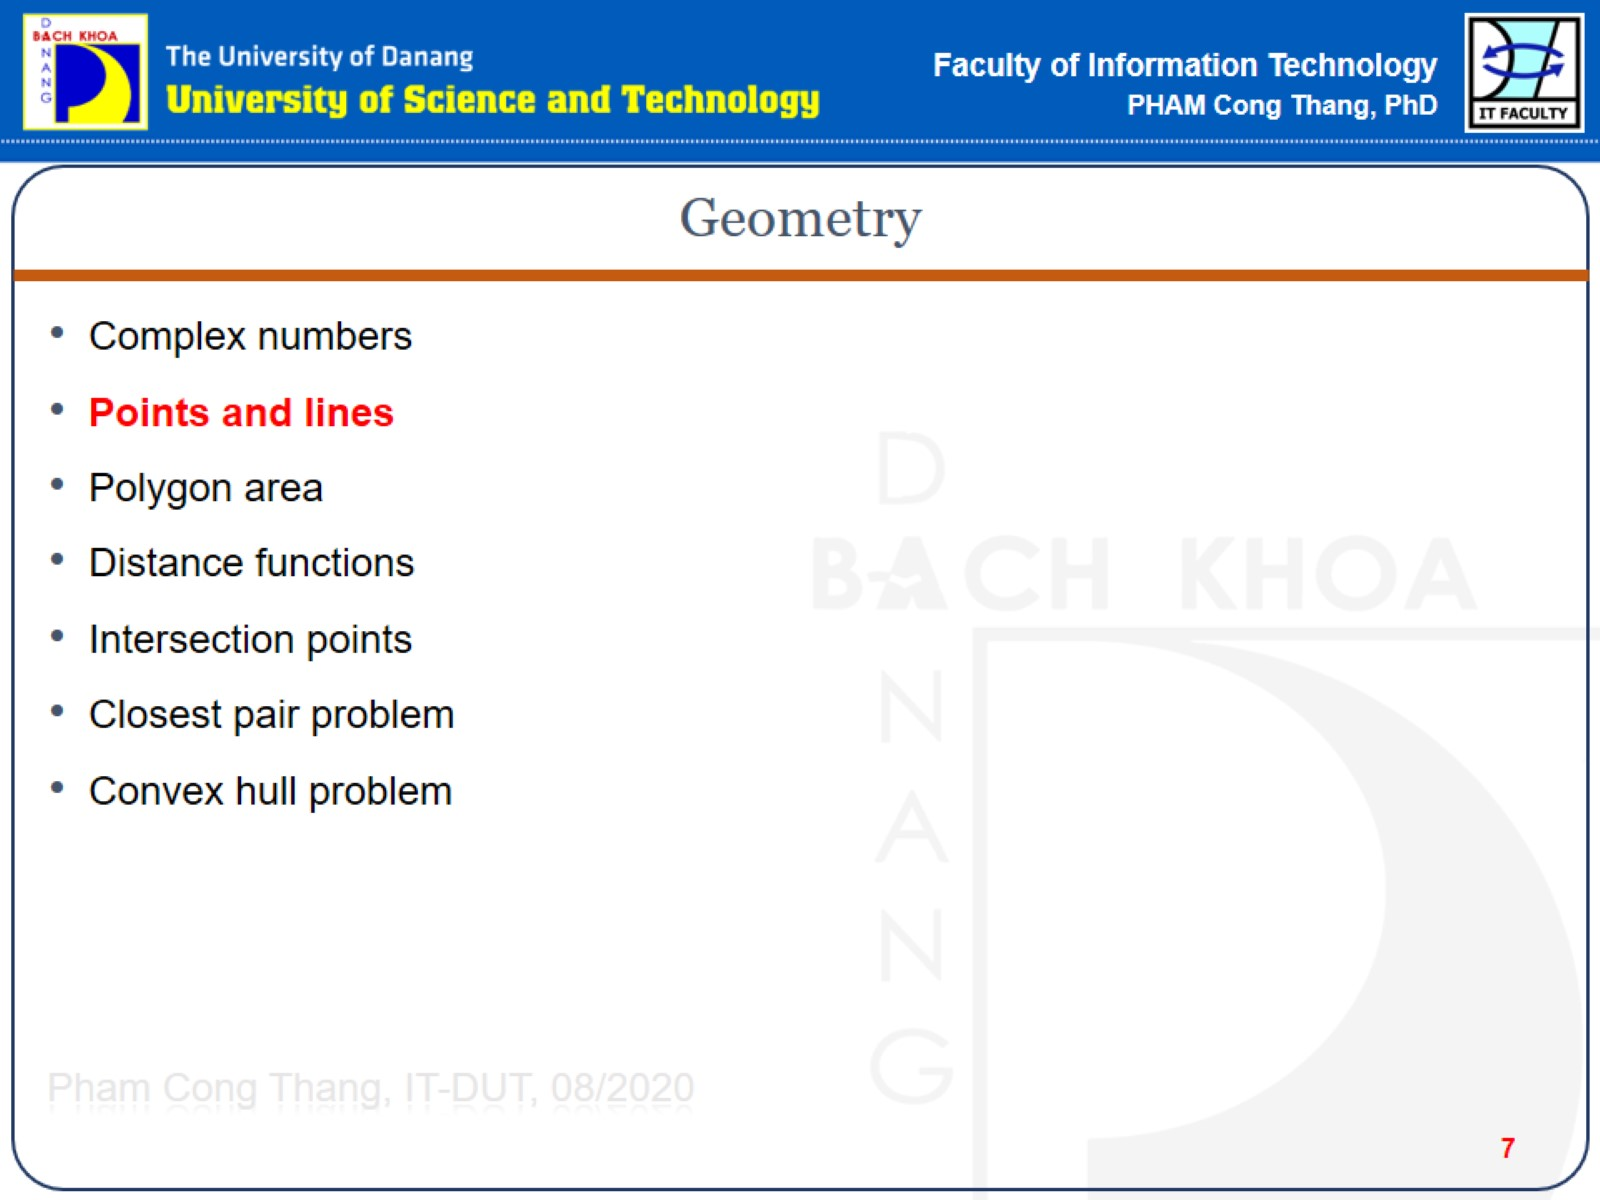 D
BACH KHOA
N
A
N
G
The University of Danang
University of Science and Technology
Faculty of Information Technology
PHAM Cong Thang, PhD
IT FACULTY
Geometry
• Complex numbers
• Points and lines
• Polygon area
• Distance functions
• Intersection points
• Closest pair problem
• Convex hull problem
D
BACH KHOA
N
A
N
G
Pham Cong Thang, IT-DUT, 08/2020
7